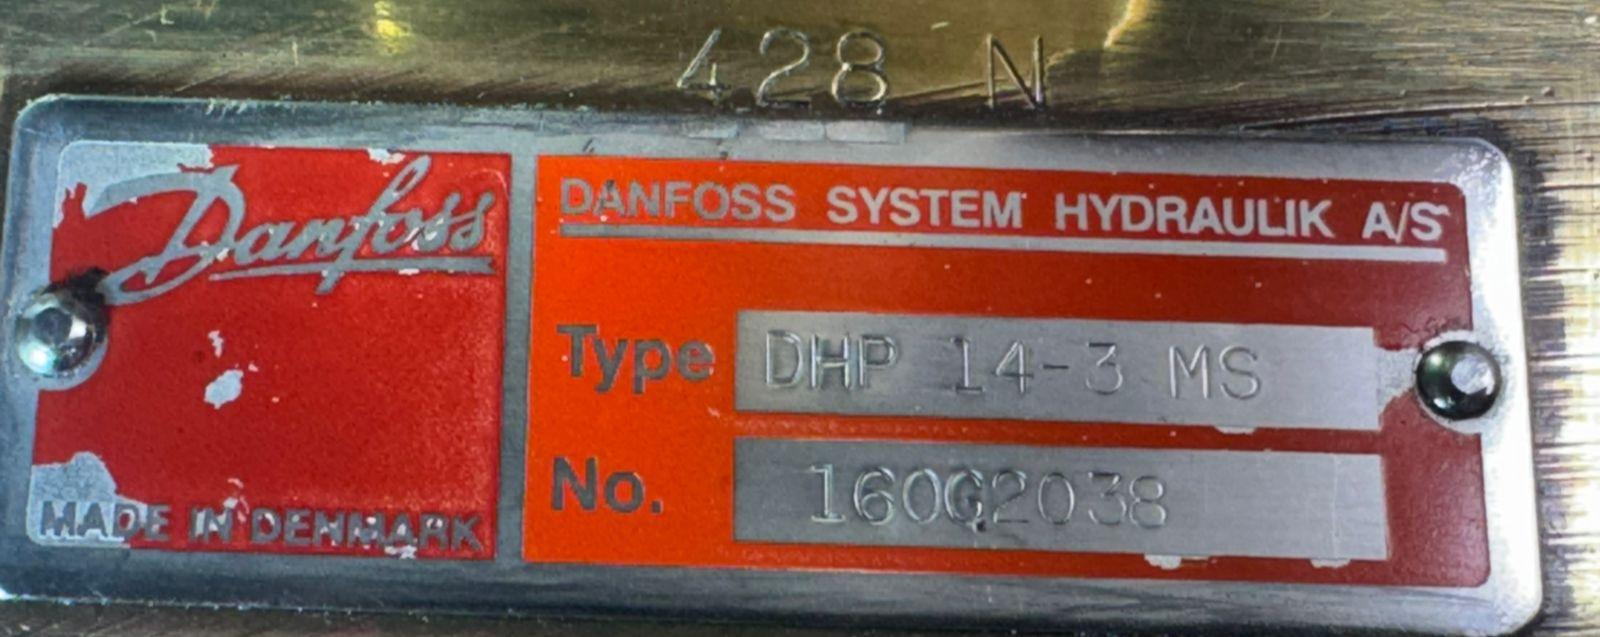 428 N
Danfoss
DANFOSS SYSTEM HYDRAULIK A/S
Type DHP 14-3 MS
No. 160G2038
MADE IN DENMARK